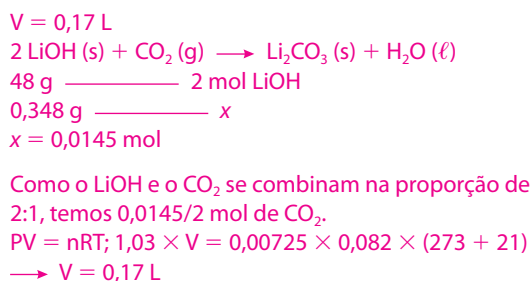 V = 0,17 L
2 LiOH (s) + CO₂ (g) ⟶ Li₂CO₃ (s) + H₂O (ℓ)
48 g ———— 2 mol LiOH
0,348 g ———— x
x = 0,0145 mol
Como o LiOH e o CO₂ se combinam na proporção de
2:1, temos 0,0145/2 mol de CO₂.
PV = nRT; 1,03 × V = 0,00725 × 0,082 × (273 + 21)
⟶ V = 0,17 L